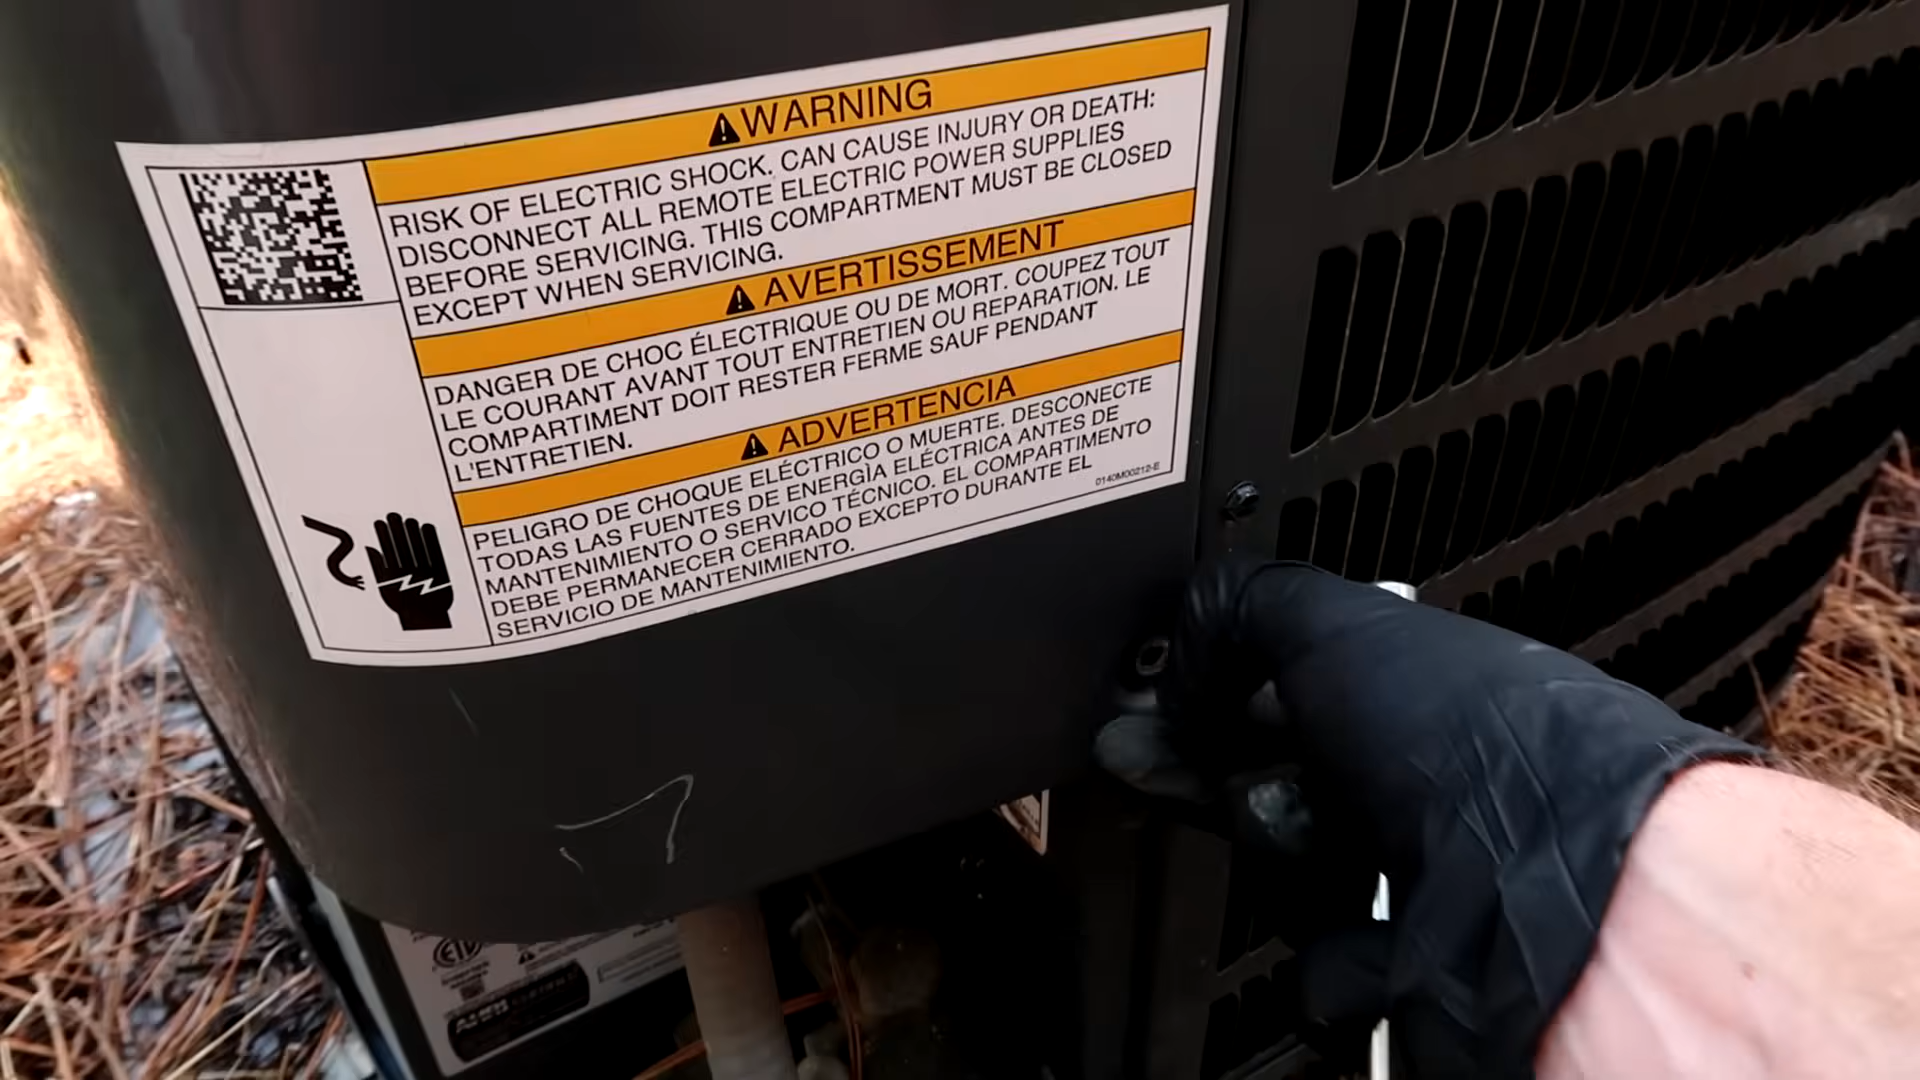 WARNING
RISK OF ELECTRIC SHOCK. CAN CAUSE INJURY OR DEATH:
DISCONNECT ALL REMOTE ELECTRIC POWER SUPPLIES
BEFORE SERVICING. THIS COMPARTMENT MUST BE CLOSED
EXCEPT WHEN SERVICING.
AVERTISSEMENT
DANGER DE CHOC ÉLECTRIQUE OU DE MORT. COUPEZ TOUT
LE COURANT AVANT TOUT ENTRETIEN OU REPARATION. LE
COMPARTIMENT DOIT RESTER FERME SAUF PENDANT
L'ENTRETIEN.
ADVERTENCIA
PELIGRO DE CHOQUE ELÉCTRICO O MUERTE. DESCONECTE
TODAS LAS FUENTES DE ENERGÌA ELÉCTRICA ANTES DE
MANTENIMIENTO O SERVICO TÉCNICO. EL COMPARTIMENTO
DEBE PERMANECER CERRADO EXCEPTO DURANTE EL
SERVICIO DE MANTENIMIENTO.
0140M00212-E
ETL